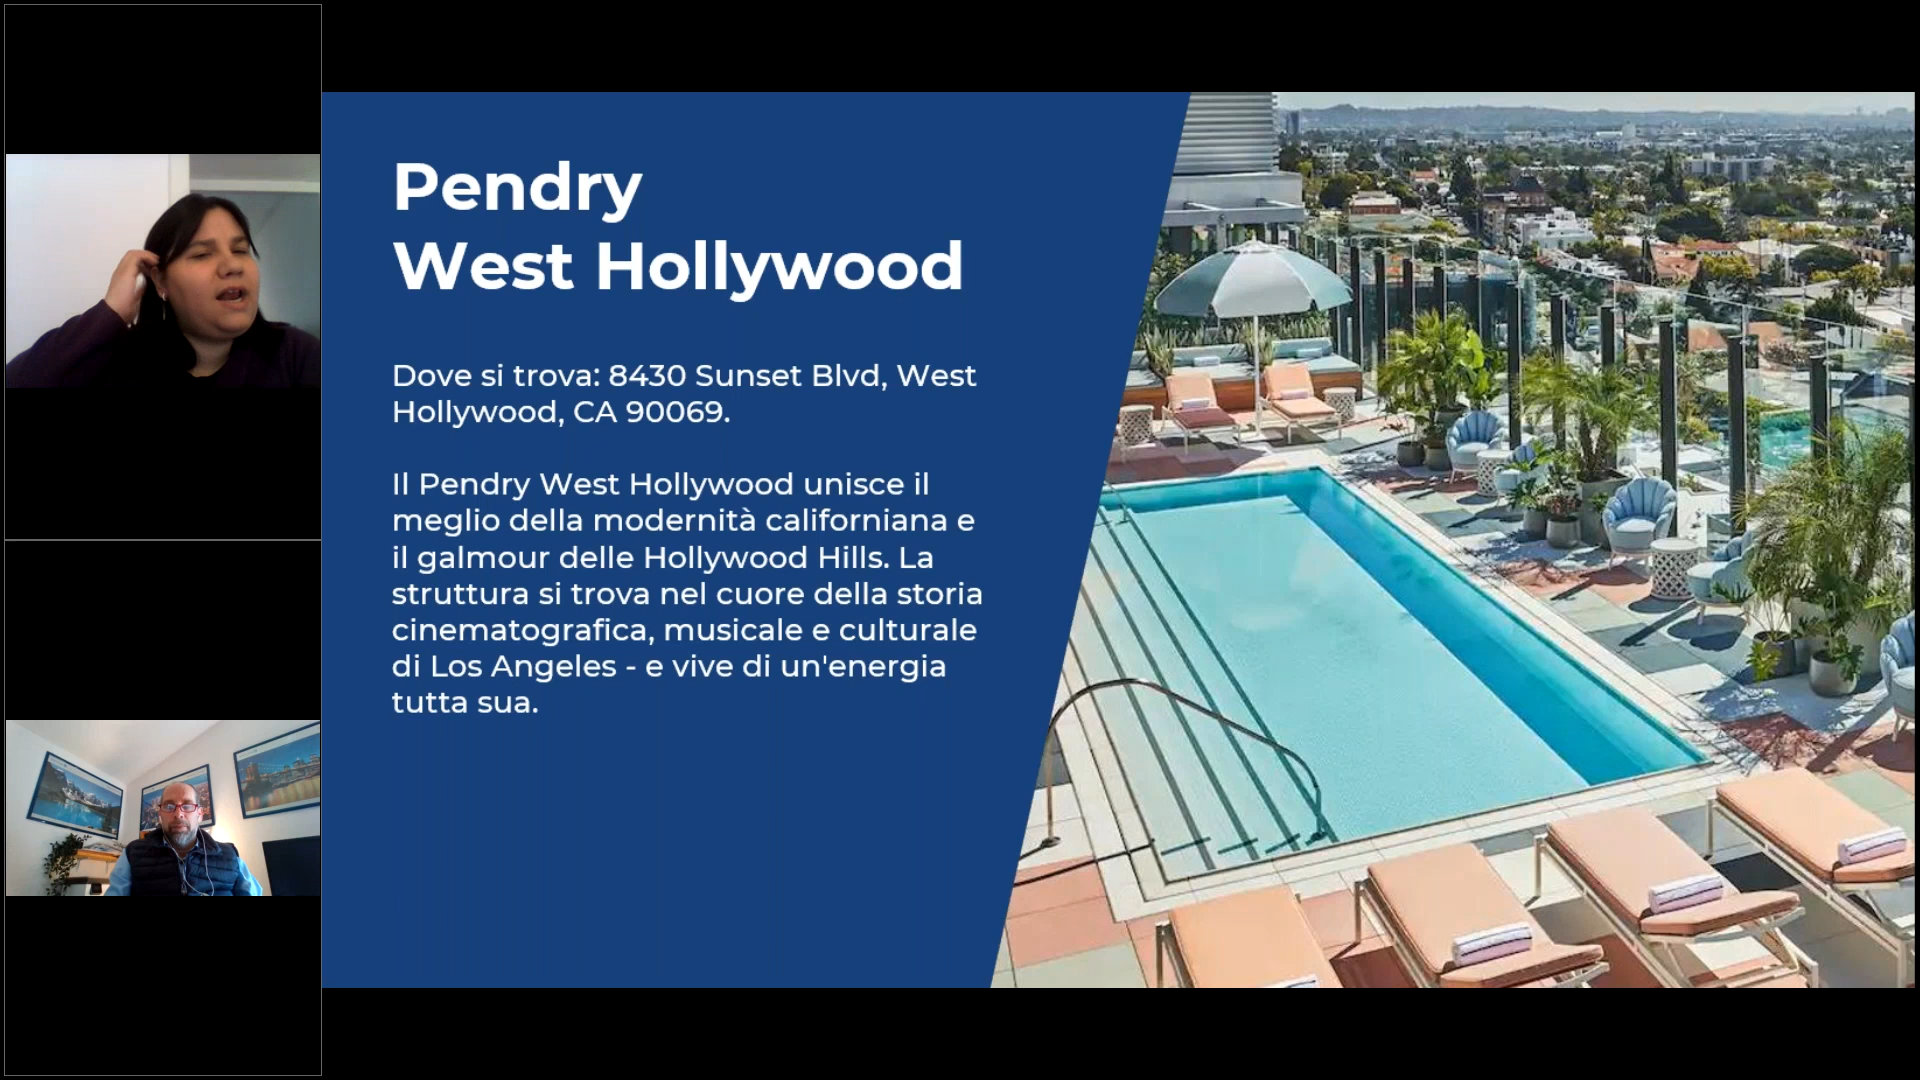 Pendry
West Hollywood
Dove si trova: 8430 Sunset Blvd, West
Hollywood, CA 90069.
Il Pendry West Hollywood unisce il
meglio della modernità californiana e
il galmour delle Hollywood Hills. La
struttura si trova nel cuore della storia
cinematografica, musicale e culturale
di Los Angeles - e vive di un'energia
tutta sua.